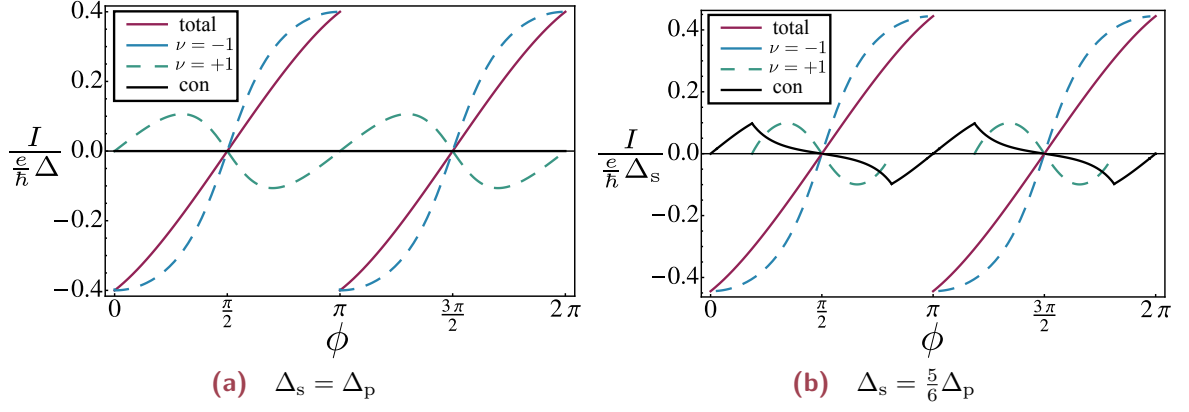 total
ν = −1
ν = +1
con
0.4
0.2
0.0
−0.2
−0.4
I
e
ħ Δ
0 π/2 π 3π/2 2π
ϕ
(a) Δs = Δp
total
ν = −1
ν = +1
con
0.4
0.2
0.0
−0.2
−0.4
I
e
ħ Δs
0 π/2 π 3π/2 2π
ϕ
(b) Δs = 5/6 Δp